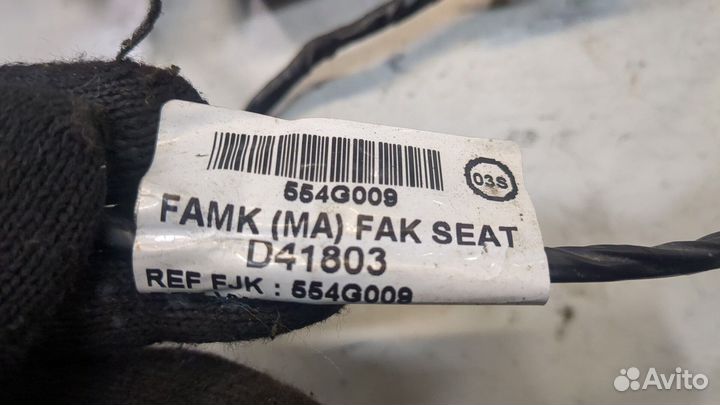 554G009
03S
FAMK (MA) FAK SEAT
D41803
REF FJK : 554G009
Avito